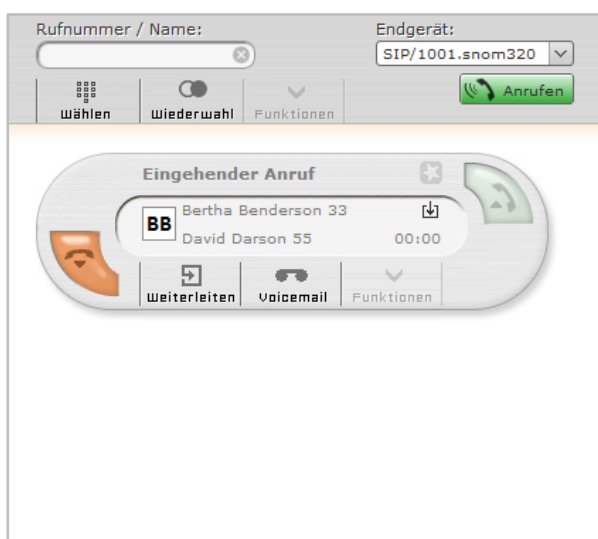 Rufnummer / Name:
Endgerät:
SIP/1001.snom320
Wählen
Wiederwahl
Funktionen
Anrufen
Eingehender Anruf
BB
Bertha Benderson 33
David Darson 55
00:00
Weiterleiten
Voicemail
Funktionen